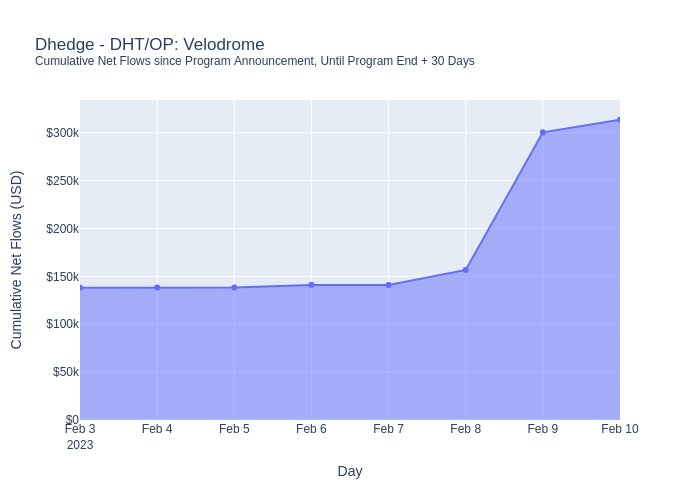 Dhedge - DHT/OP: Velodrome
Cumulative Net Flows since Program Announcement, Until Program End + 30 Days
Cumulative Net Flows (USD)
$300k
$250k
$200k
$150k
$100k
$50k
$0
Feb 3 Feb 4 Feb 5 Feb 6 Feb 7 Feb 8 Feb 9 Feb 10
2023
Day